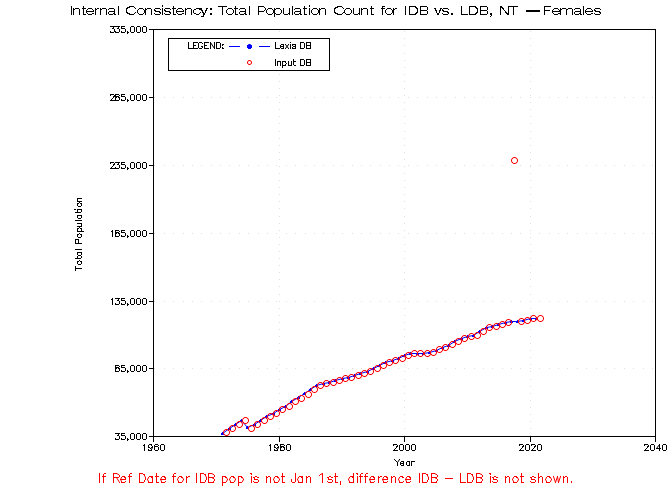 Internal Consistency: Total Population Count for IDB vs. LDB, NT — Females
LEGEND: Lexis DB
Input DB
335,000
285,000
235,000
185,000
135,000
85,000
35,000
Total Population
1960 1980 2000 2020 2040
Year
If Ref Date for IDB pop is not Jan 1st, difference IDB – LDB is not shown.